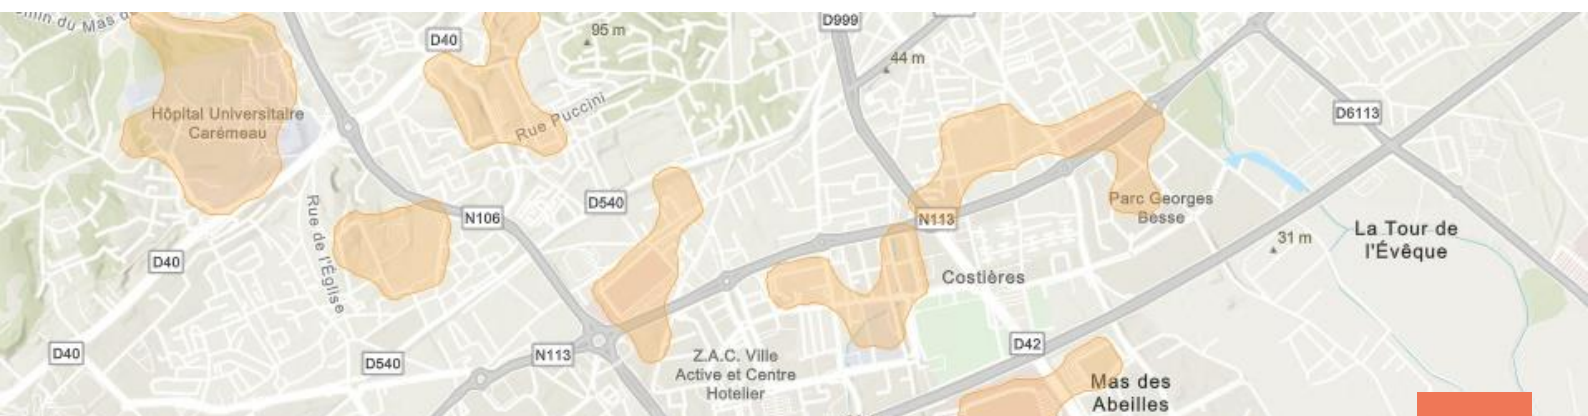 Chemin du Mas de
D999
D40
95 m
44 m
Hôpital Universitaire
Carémeau
Rue Puccini
D6113
Rue de l'Église
D540
N106
N113
Parc Georges
Besse
La Tour de
l'Évêque
31 m
D40
Costières
D40
D540
N113
Z.A.C. Ville
Active et Centre
Hotelier
D42
Mas des
Abeilles